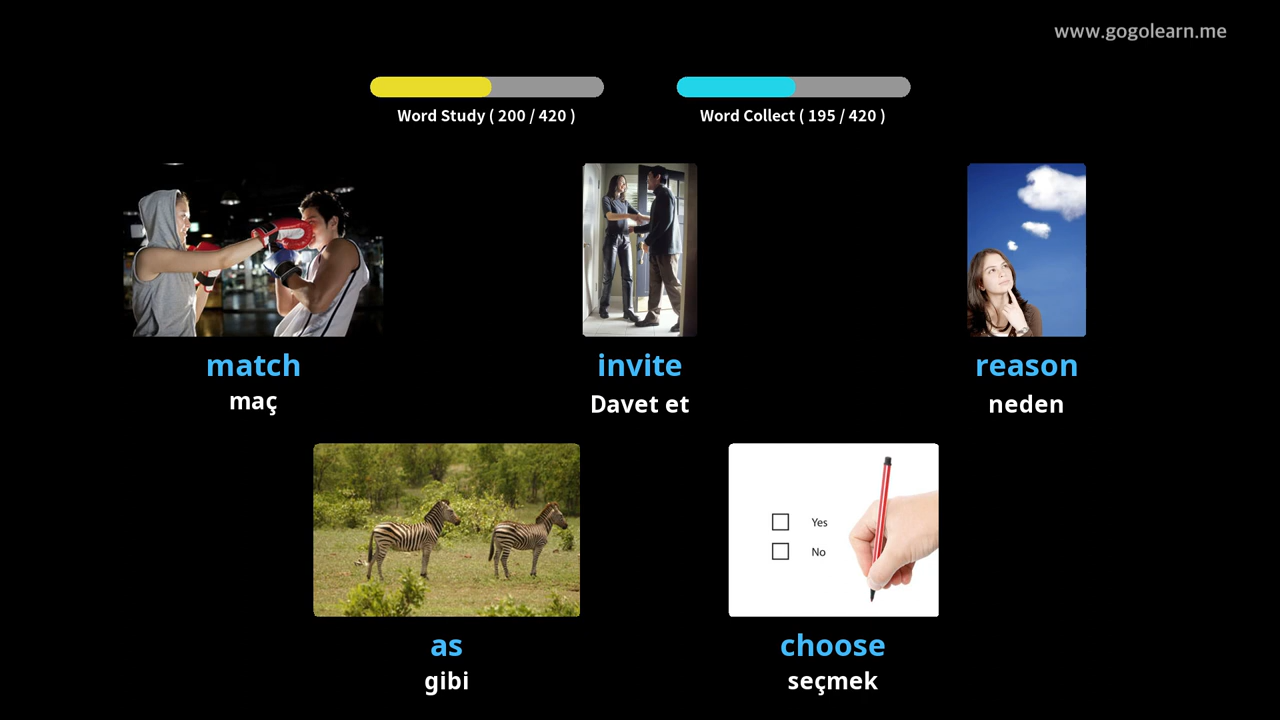 www.gogolearn.me
Word Study ( 200 / 420 )
Word Collect ( 195 / 420 )
match
maç
invite
Davet et
reason
neden
Yes
No
as
gibi
choose
seçmek